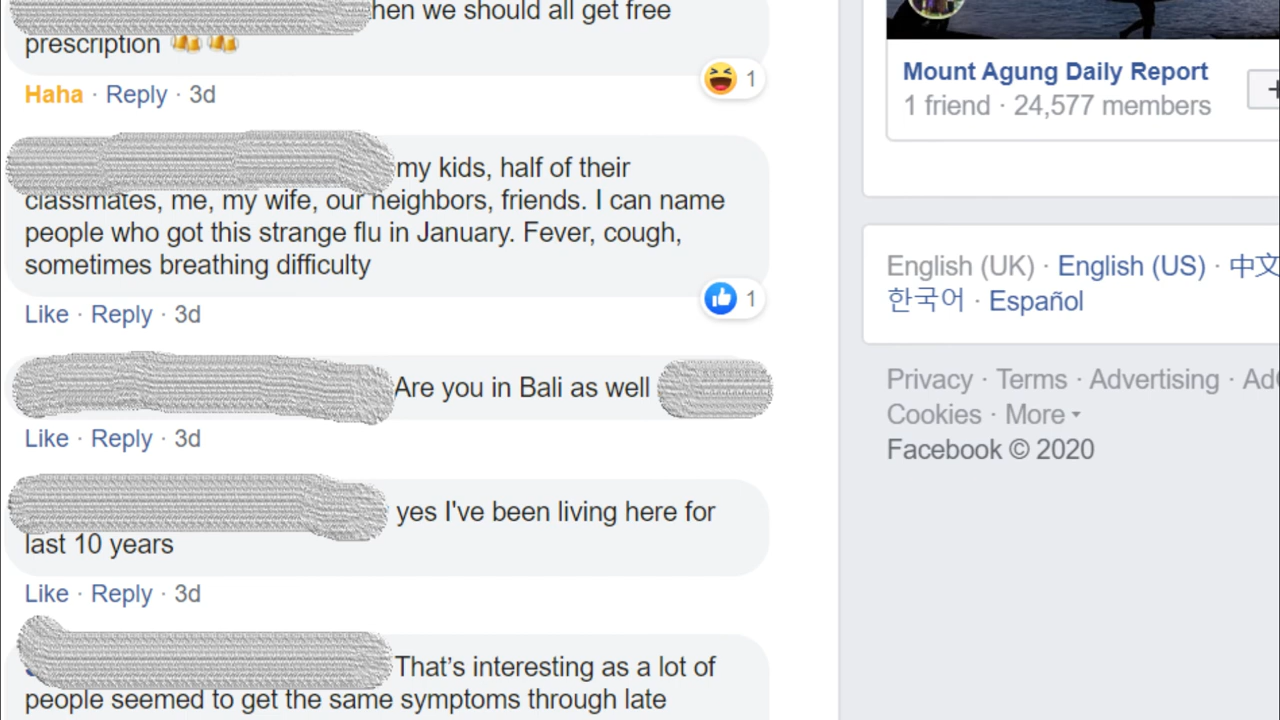 hen we should all get free
prescription
Haha · Reply · 3d
1
my kids, half of their
classmates, me, my wife, our neighbors, friends. I can name
people who got this strange flu in January. Fever, cough,
sometimes breathing difficulty
Like · Reply · 3d
1
Are you in Bali as well
Like · Reply · 3d
yes I've been living here for
last 10 years
Like · Reply · 3d
That's interesting as a lot of
people seemed to get the same symptoms through late
Mount Agung Daily Report
1 friend · 24,577 members
English (UK) · English (US) · 中文
한국어 · Español
Privacy · Terms · Advertising · Ad
Cookies · More
Facebook © 2020